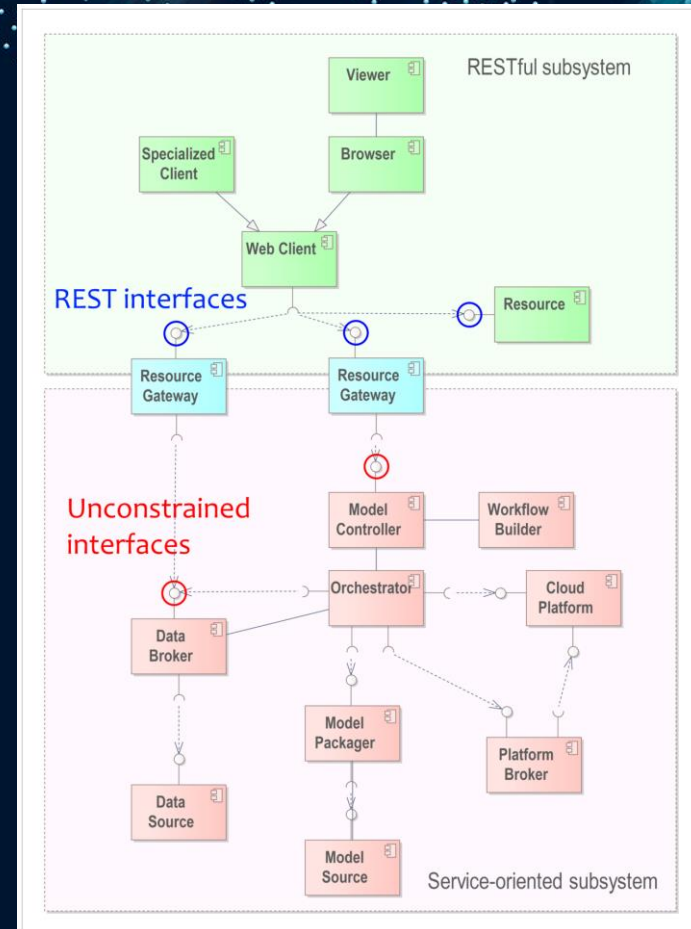 Viewer
RESTful subsystem
Specialized
Client
Browser
Web Client
REST interfaces
Resource
Resource
Gateway
Resource
Gateway
Unconstrained
interfaces
Model
Controller
Workflow
Builder
Orchestrator
Cloud
Platform
Data
Broker
Model
Packager
Platform
Broker
Data
Source
Model
Source
Service-oriented subsystem